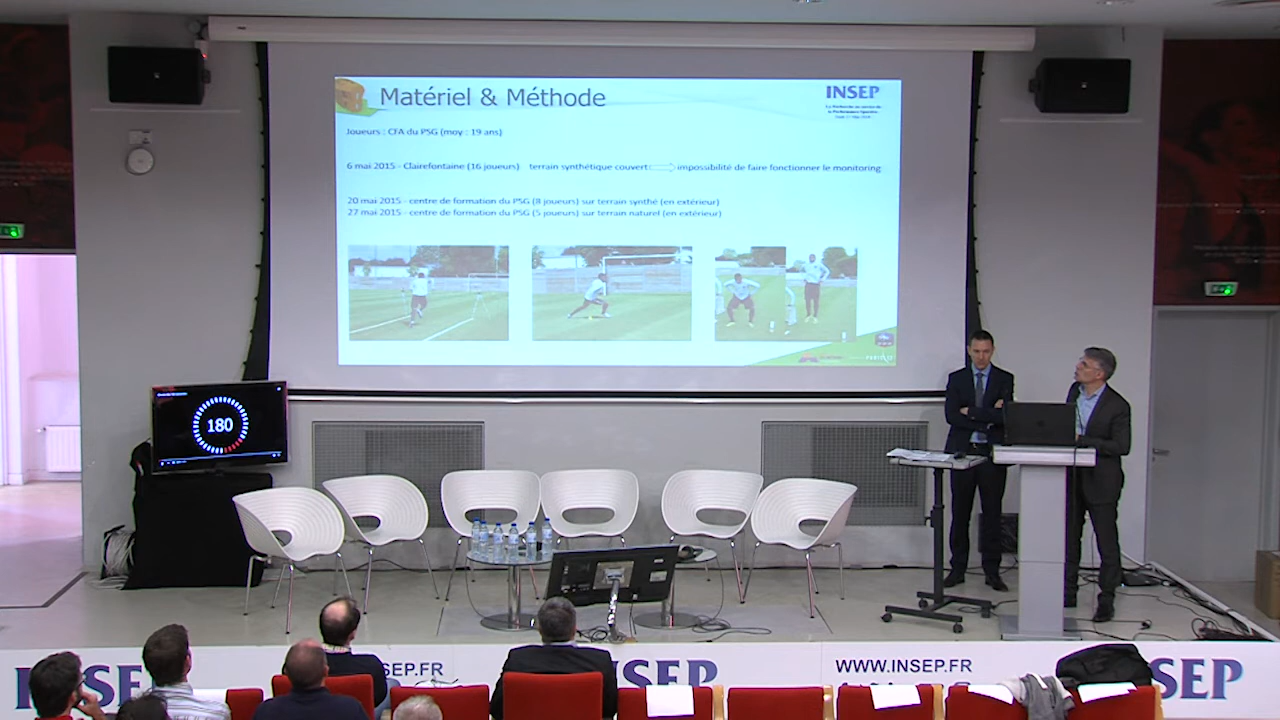 Matériel & Méthode
INSEP
Joueurs : CFA du PSG (moy : 19 ans)
6 mai 2015 - Clairefontaine (16 joueurs) terrain synthétique couvert impossibilité de faire fonctionner le monitoring
20 mai 2015 - centre de formation du PSG (8 joueurs) sur terrain synthé (en extérieur)
27 mai 2015 - centre de formation du PSG (5 joueurs) sur terrain naturel (en extérieur)
180
INSEP
SEP.FR
INSEP
WWW.INSEP.FR
SEP